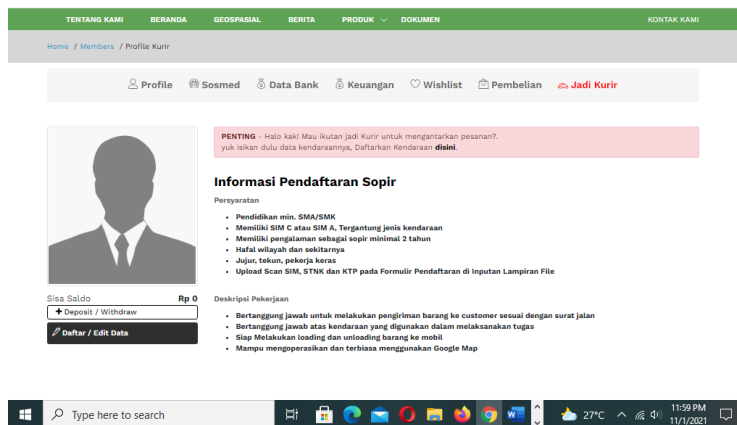 TENTANG KAMI BERANDA GEOSPASIAL BERITA PRODUK DOKUMEN KONTAK KAMI
Home / Members / Profile Kurir
Profile Sosmed Data Bank Keuangan Wishlist Pembelian Jadi Kurir
PENTING - Halo kak! Mau ikutan jadi Kurir untuk mengantarkan pesanan?.
yuk isikan dulu data kendaraannya, Daftarkan Kendaraan disini.
Informasi Pendaftaran Sopir
Persyaratan
Pendidikan min. SMA/SMK
Memiliki SIM C atau SIM A, Tergantung jenis kendaraan
Memiliki pengalaman sebagai sopir minimal 2 tahun
Hafal wilayah dan sekitarnya
Jujur, tekun, pekerja keras
Upload Scan SIM, STNK dan KTP pada Formulir Pendaftaran di Inputan Lampiran File
Sisa Saldo Rp 0
+ Deposit / Withdraw
Daftar / Edit Data
Deskripsi Pekerjaan
Bertanggung jawab untuk melakukan pengiriman barang ke customer sesuai dengan surat jalan
Bertanggung jawab atas kendaraan yang digunakan dalam melaksanakan tugas
Siap Melakukan loading dan unloading barang ke mobil
Mampu mengoperasikan dan terbiasa menggunakan Google Map
Type here to search
27°C
11:59 PM
11/1/2021